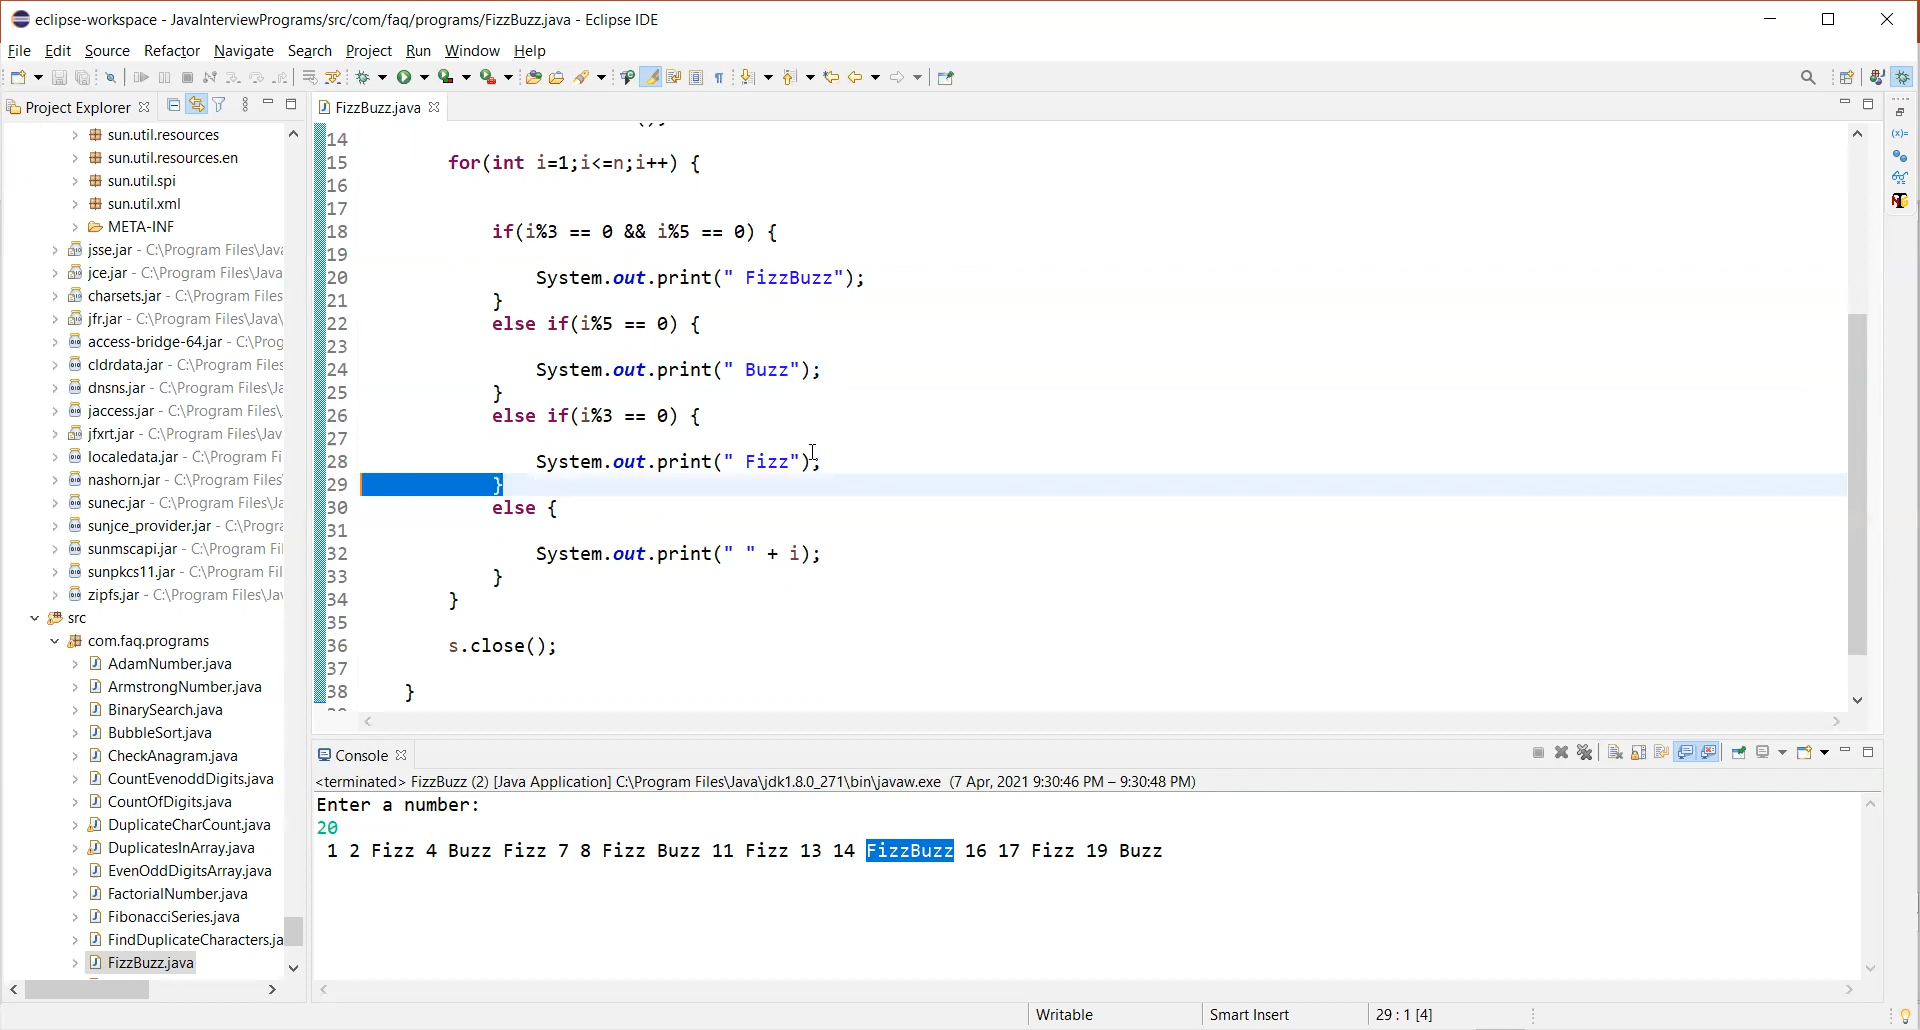 eclipse-workspace - JavaInterviewPrograms/src/com/faq/programs/FizzBuzz.java - Eclipse IDE
File Edit Source Refactor Navigate Search Project Run Window Help
Project Explorer
sun.util.resources
sun.util.resources.en
sun.util.spi
sun.util.xml
META-INF
jsse.jar - C:\Program Files\Java
jce.jar - C:\Program Files\Java
charsets.jar - C:\Program Files
jfr.jar - C:\Program Files\Java\
access-bridge-64.jar - C:\Prog
cldrdata.jar - C:\Program Files\
dnsns.jar - C:\Program Files\Ja
jaccess.jar - C:\Program Files\
jfxrt.jar - C:\Program Files\Jav
localedata.jar - C:\Program Files
nashorn.jar - C:\Program Files\
sunec.jar - C:\Program Files\Jav
sunjce_provider.jar - C:\Progra
sunmscapi.jar - C:\Program Fi
sunpkcs11.jar - C:\Program Fil
zipfs.jar - C:\Program Files\Jav
src
com.faq.programs
AdamNumber.java
ArmstrongNumber.java
BinarySearch.java
BubbleSort.java
CheckAnagram.java
CountEvenoddDigits.java
CountOfDigits.java
DuplicateCharCount.java
DuplicatesInArray.java
EvenOddDigitsArray.java
FactorialNumber.java
FibonacciSeries.java
FindDuplicateCharacters.ja
FizzBuzz.java
FizzBuzz.java
14
15 for(int i=1;i<=n;i++) {
16
17
18 if(i%3 == 0 && i%5 == 0) {
19
20 System.out.print(" FizzBuzz");
21 }
22 else if(i%5 == 0) {
23
24 System.out.print(" Buzz");
25 }
26 else if(i%3 == 0) {
27
28 System.out.print(" Fizz");
29 }
30 else {
31
32 System.out.print(" " + i);
33 }
34 }
35
36 s.close();
37
38 }
Console
<terminated> FizzBuzz (2) [Java Application] C:\Program Files\Java\jdk1.8.0_271\bin\javaw.exe (7 Apr, 2021 9:30:46 PM – 9:30:48 PM)
Enter a number:
20
1 2 Fizz 4 Buzz Fizz 7 8 Fizz Buzz 11 Fizz 13 14 FizzBuzz 16 17 Fizz 19 Buzz
Writable Smart Insert 29 : 1 [4]